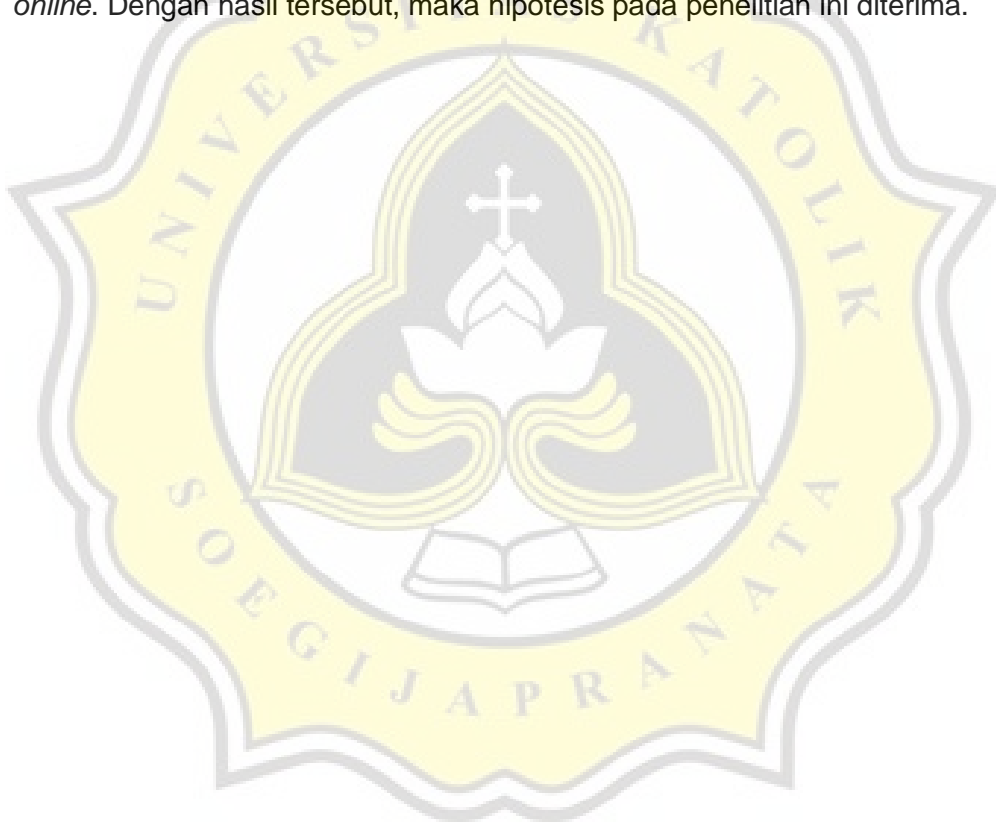 online. Dengan hasil tersebut, maka hipotesis pada penelitian ini diterima.
UNIVERSITAS KATOLIK
SOEGIJAPRANATA